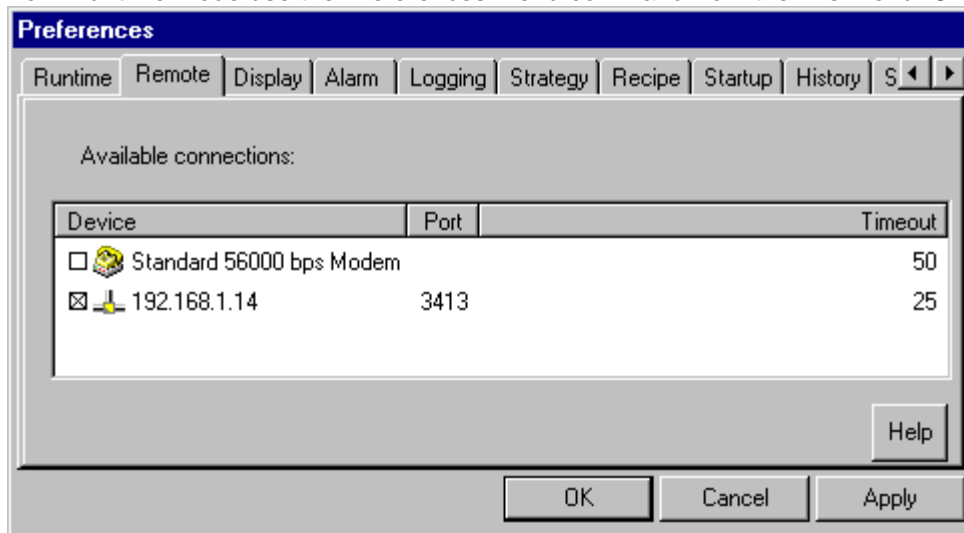 Preferences
Runtime Remote Display Alarm Logging Strategy Recipe Startup History S
Available connections:
Device Port Timeout
Standard 56000 bps Modem 50
192.168.1.14 3413 25
Help
OK Cancel Apply